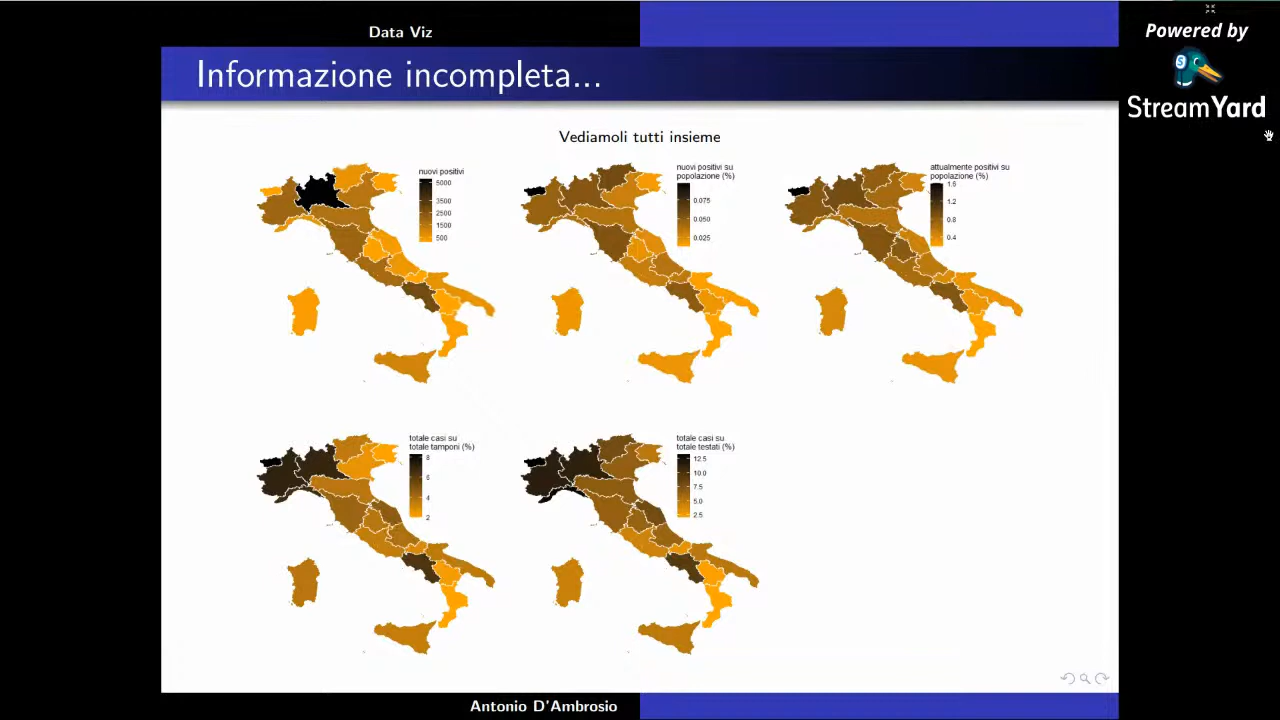 Data Viz
Powered by
StreamYard
Informazione incompleta...
Vediamoli tutti insieme
nuovi positivi
5000
3500
2500
1500
500
nuovi positivi su
popolazione (%)
0.075
0.050
0.025
attualmente positivi su
popolazione (%)
1.6
1.2
0.8
0.4
totale casi su
totale tamponi (%)
8
6
4
2
totale casi su
totale testati (%)
12.5
10.0
7.5
5.0
2.5
Antonio D'Ambrosio